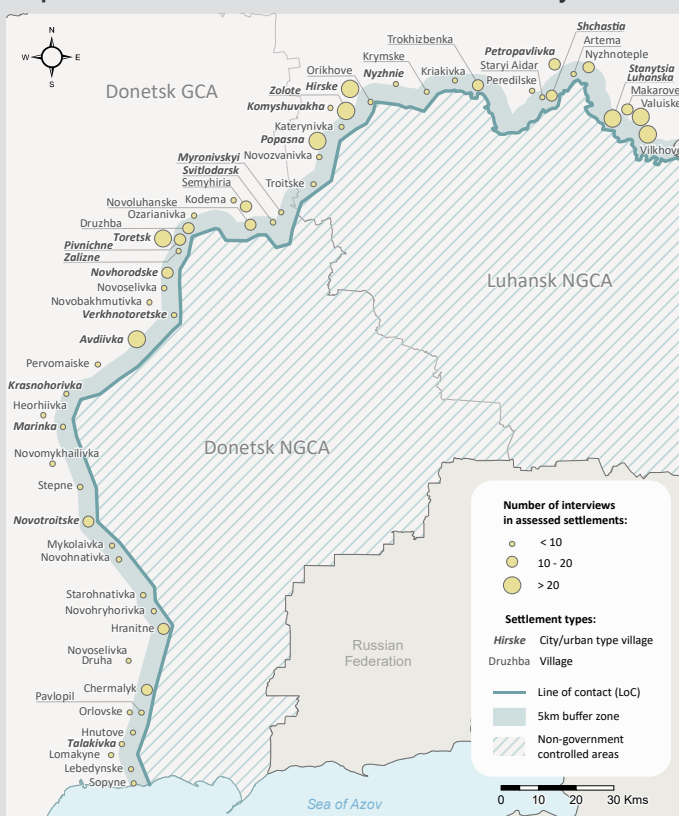 N
W E
S
Donetsk GCA
Trokhizbenka
Krymske
Nyzhnie
Kriakivka
Orikhove
Hirske
Zolote
Komyshuvakha
Katerynivka
Popasna
Novozvanivka
Troitske
Petropavlivka
Staryi Aidar
Peredilske
Shchastia
Artema
Nyzhnoteple
Stanytsia
Luhanska
Makarove
Valuiske
Vilkhove
Myronivskyi
Svitlodarsk
Semyhiria
Kodema
Novoluhanske
Ozarianivka
Druzhba
Toretsk
Pivnichne
Zalizne
Novhorodske
Novoselivka
Novobakhmutivka
Verkhnotoretske
Avdiivka
Pervomaiske
Krasnohorivka
Heorhiivka
Marinka
Novomykhailivka
Stepne
Novotroitske
Mykolaivka
Novohnativka
Starohnativka
Novohryhorivka
Hranitne
Novoselivka
Druha
Chermalyk
Pavlopil
Orlovske
Hnutove
Talakivka
Lomakyne
Lebedynske
Sopyne
Luhansk NGCA
Donetsk NGCA
Russian
Federation
Sea of Azov
Number of interviews
in assessed settlements:
< 10
10 - 20
> 20
Settlement types:
Hirske City/urban type village
Druzhba Village
Line of contact (LoC)
5km buffer zone
Non-government
controlled areas
0 10 20 30 Kms